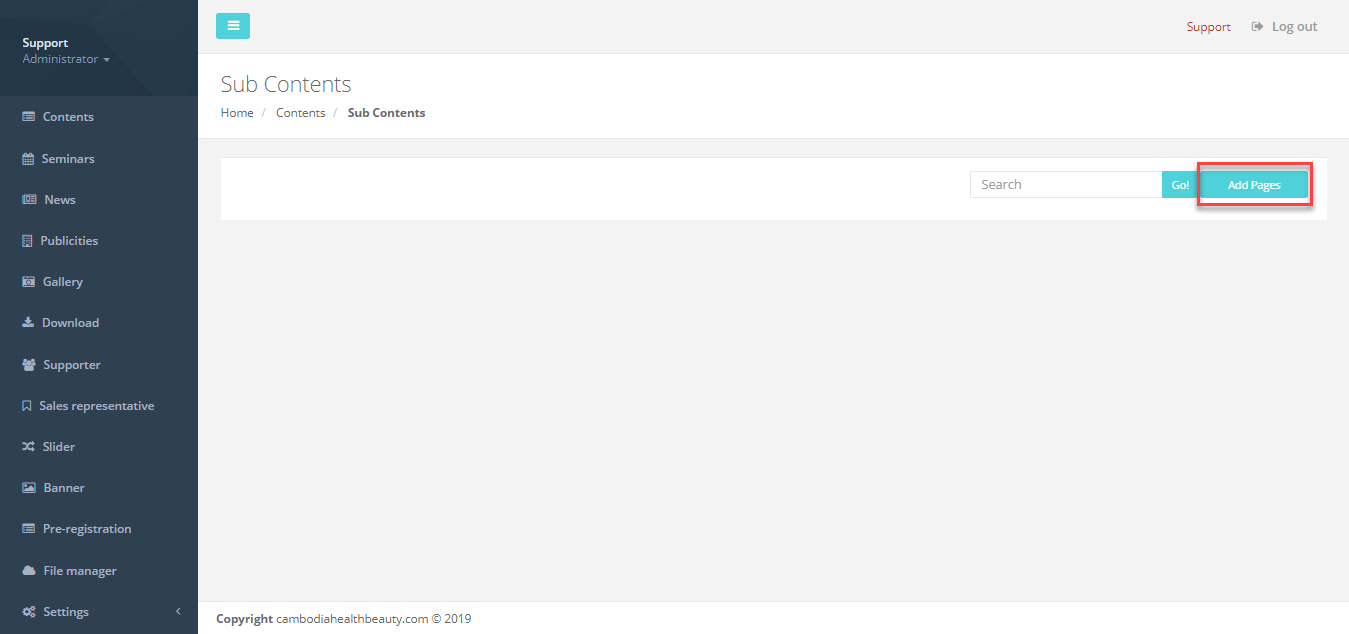 Support
Administrator
Contents
Seminars
News
Publicities
Gallery
Download
Supporter
Sales representative
Slider
Banner
Pre-registration
File manager
Settings
Support Log out
Sub Contents
Home / Contents / Sub Contents
Search Go! Add Pages
Copyright cambodiahealthbeauty.com © 2019